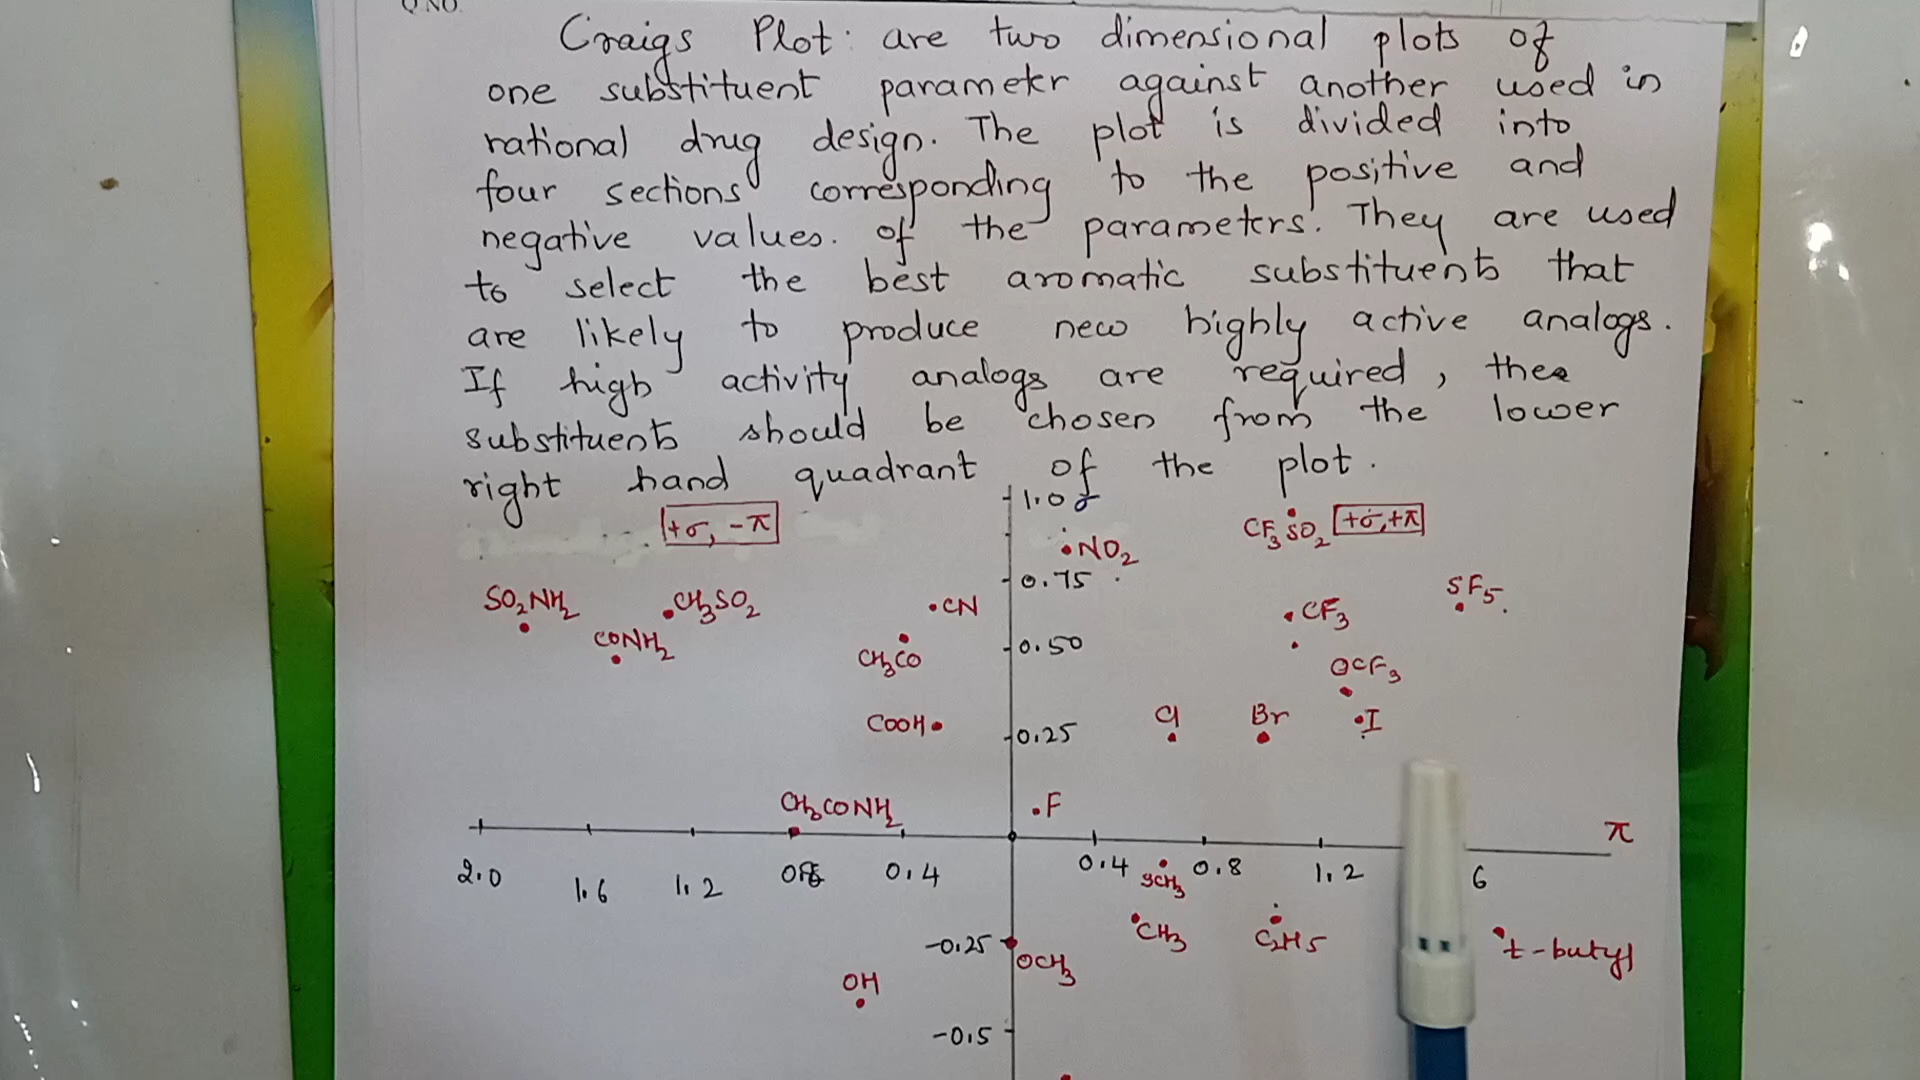 Q NO.
Craigs Plot: are two dimensional plots of
one substituent parameter against another used in
rational drug design. The plot is divided into
four sections corresponding to the positive and
negative values. of the parameters. They are used
to select the best aromatic substituents that
are likely to produce new highly active analogs.
If high activity analogs are required, the
substituents should be chosen from the lower
right hand quadrant of the plot.
1.0
+σ, -π
CF3SO2 +σ,+π
NO2
0.75
SF5
SO2NH2
CH3SO2
CN
CF3
CONH2
CH3CO
0.50
OCF3
COOH
0.25
Cl
Br
I
CH3CONH2
F
π
2.0 1.6 1.2 0.4 0.4 0.8 1.2 6
SCH3
-0.25
OCH3
CH3
C2H5
t-butyl
OH
-0.5